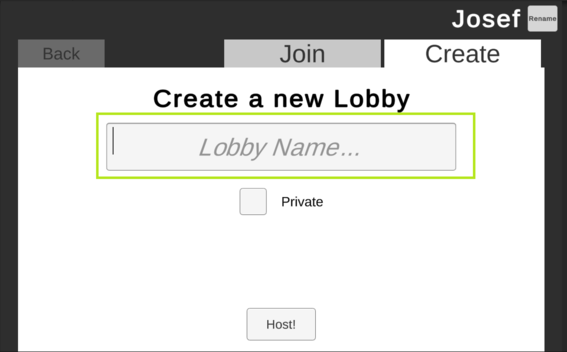 Josef Rename
Back Join Create
Create a new Lobby
Lobby Name...
Private
Host!